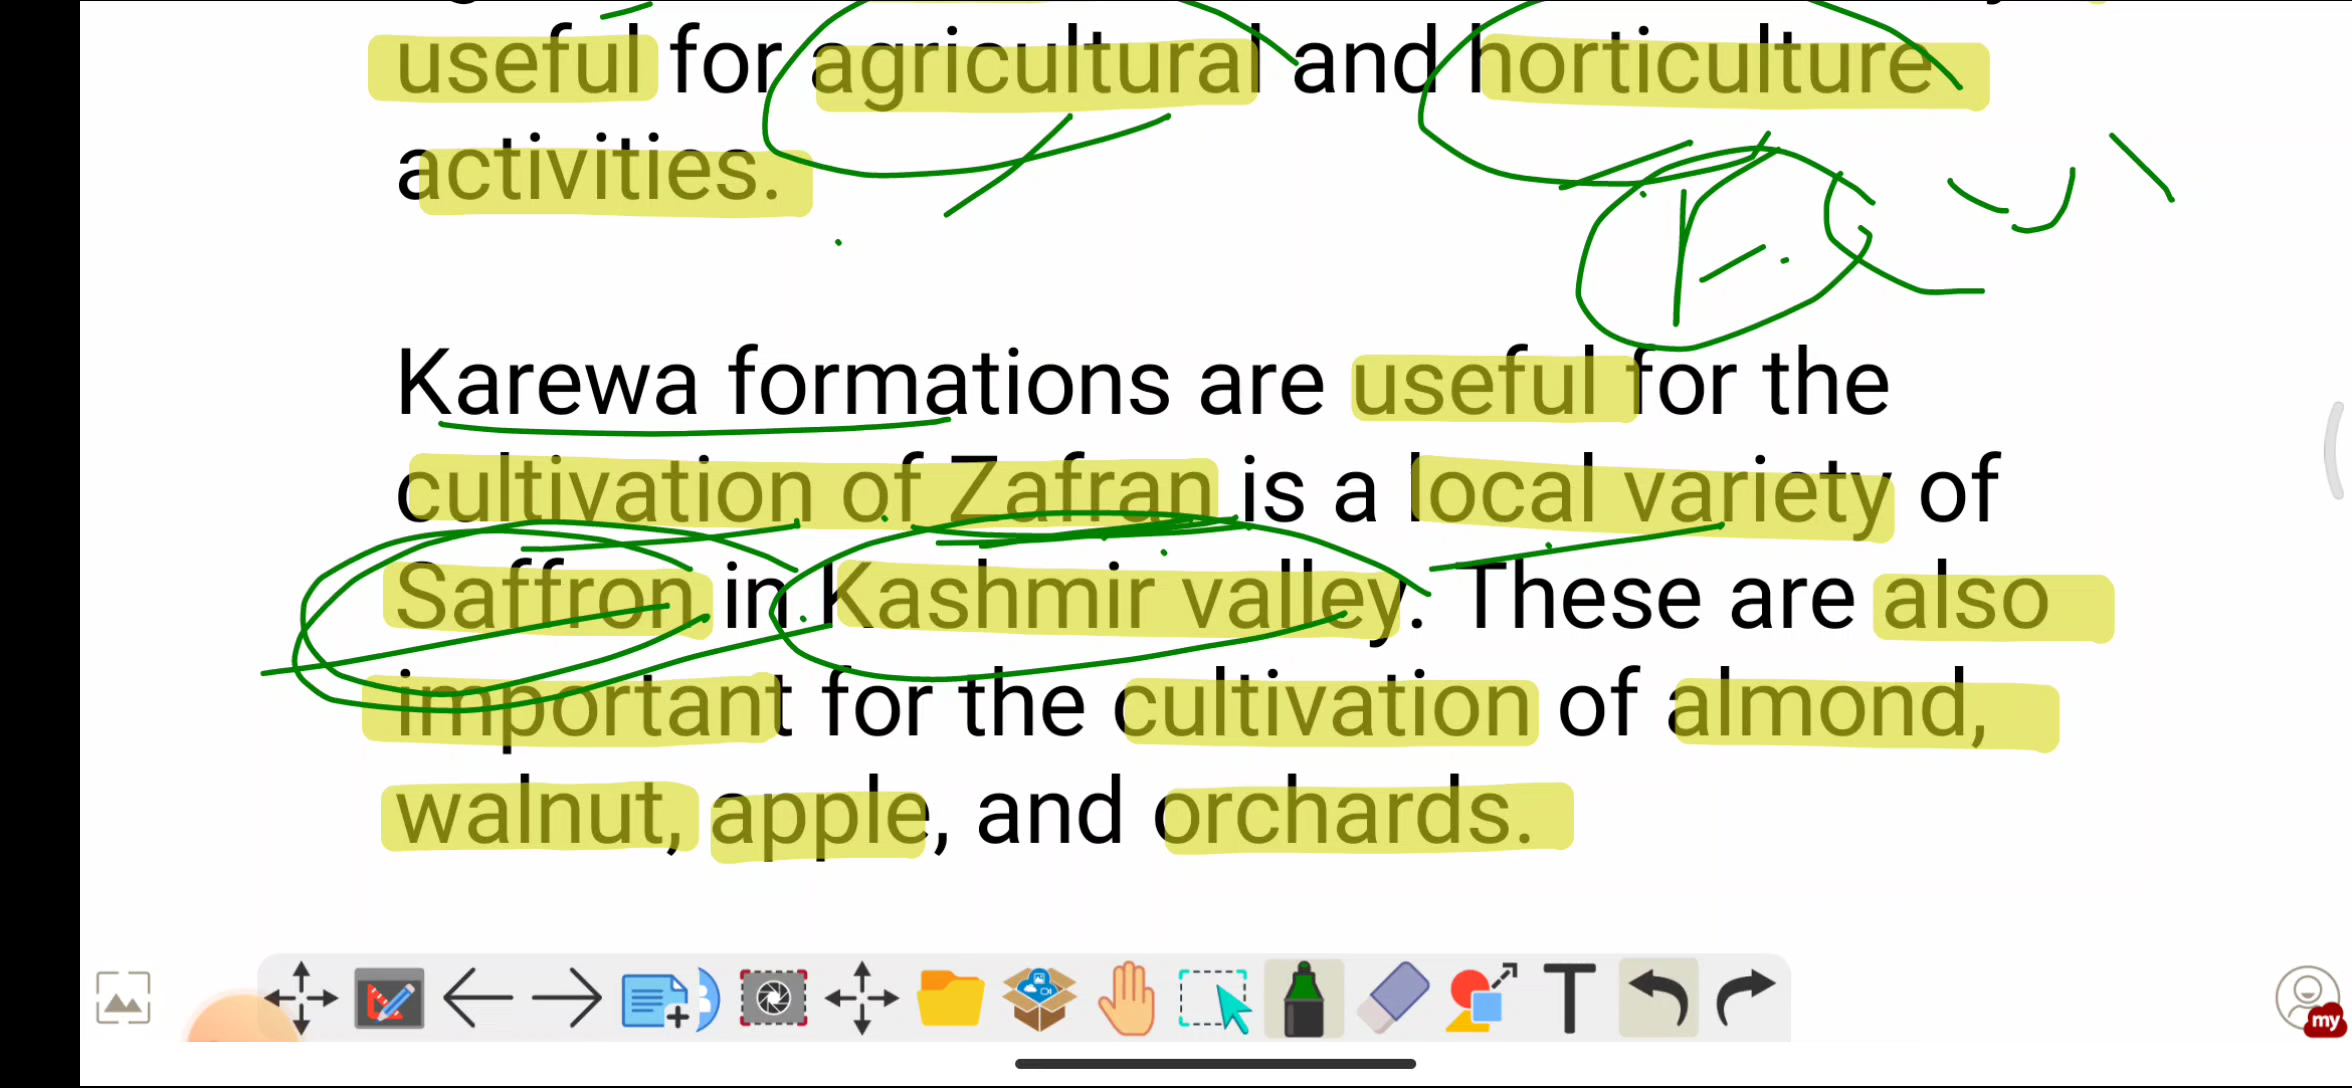 useful for agricultural and horticulture
activities.
Karewa formations are useful for the
cultivation of Zafran is a local variety of
Saffron in Kashmir valley. These are also
important for the cultivation of almond,
walnut, apple, and orchards.
T
my